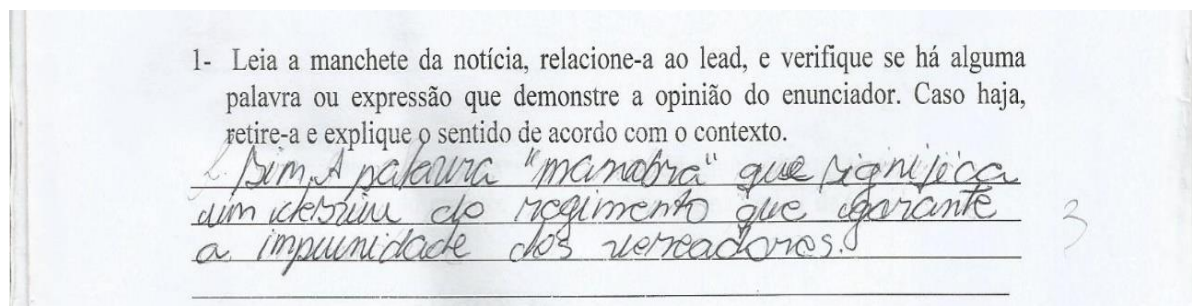 1- Leia a manchete da notícia, relacione-a ao lead, e verifique se há alguma
palavra ou expressão que demonstre a opinião do enunciador. Caso haja,
retire-a e explique o sentido de acordo com o contexto.
Sim, A palavra "manobra" que significa
um desviu do regimento que garante
a impunidade dos vereadores.
3